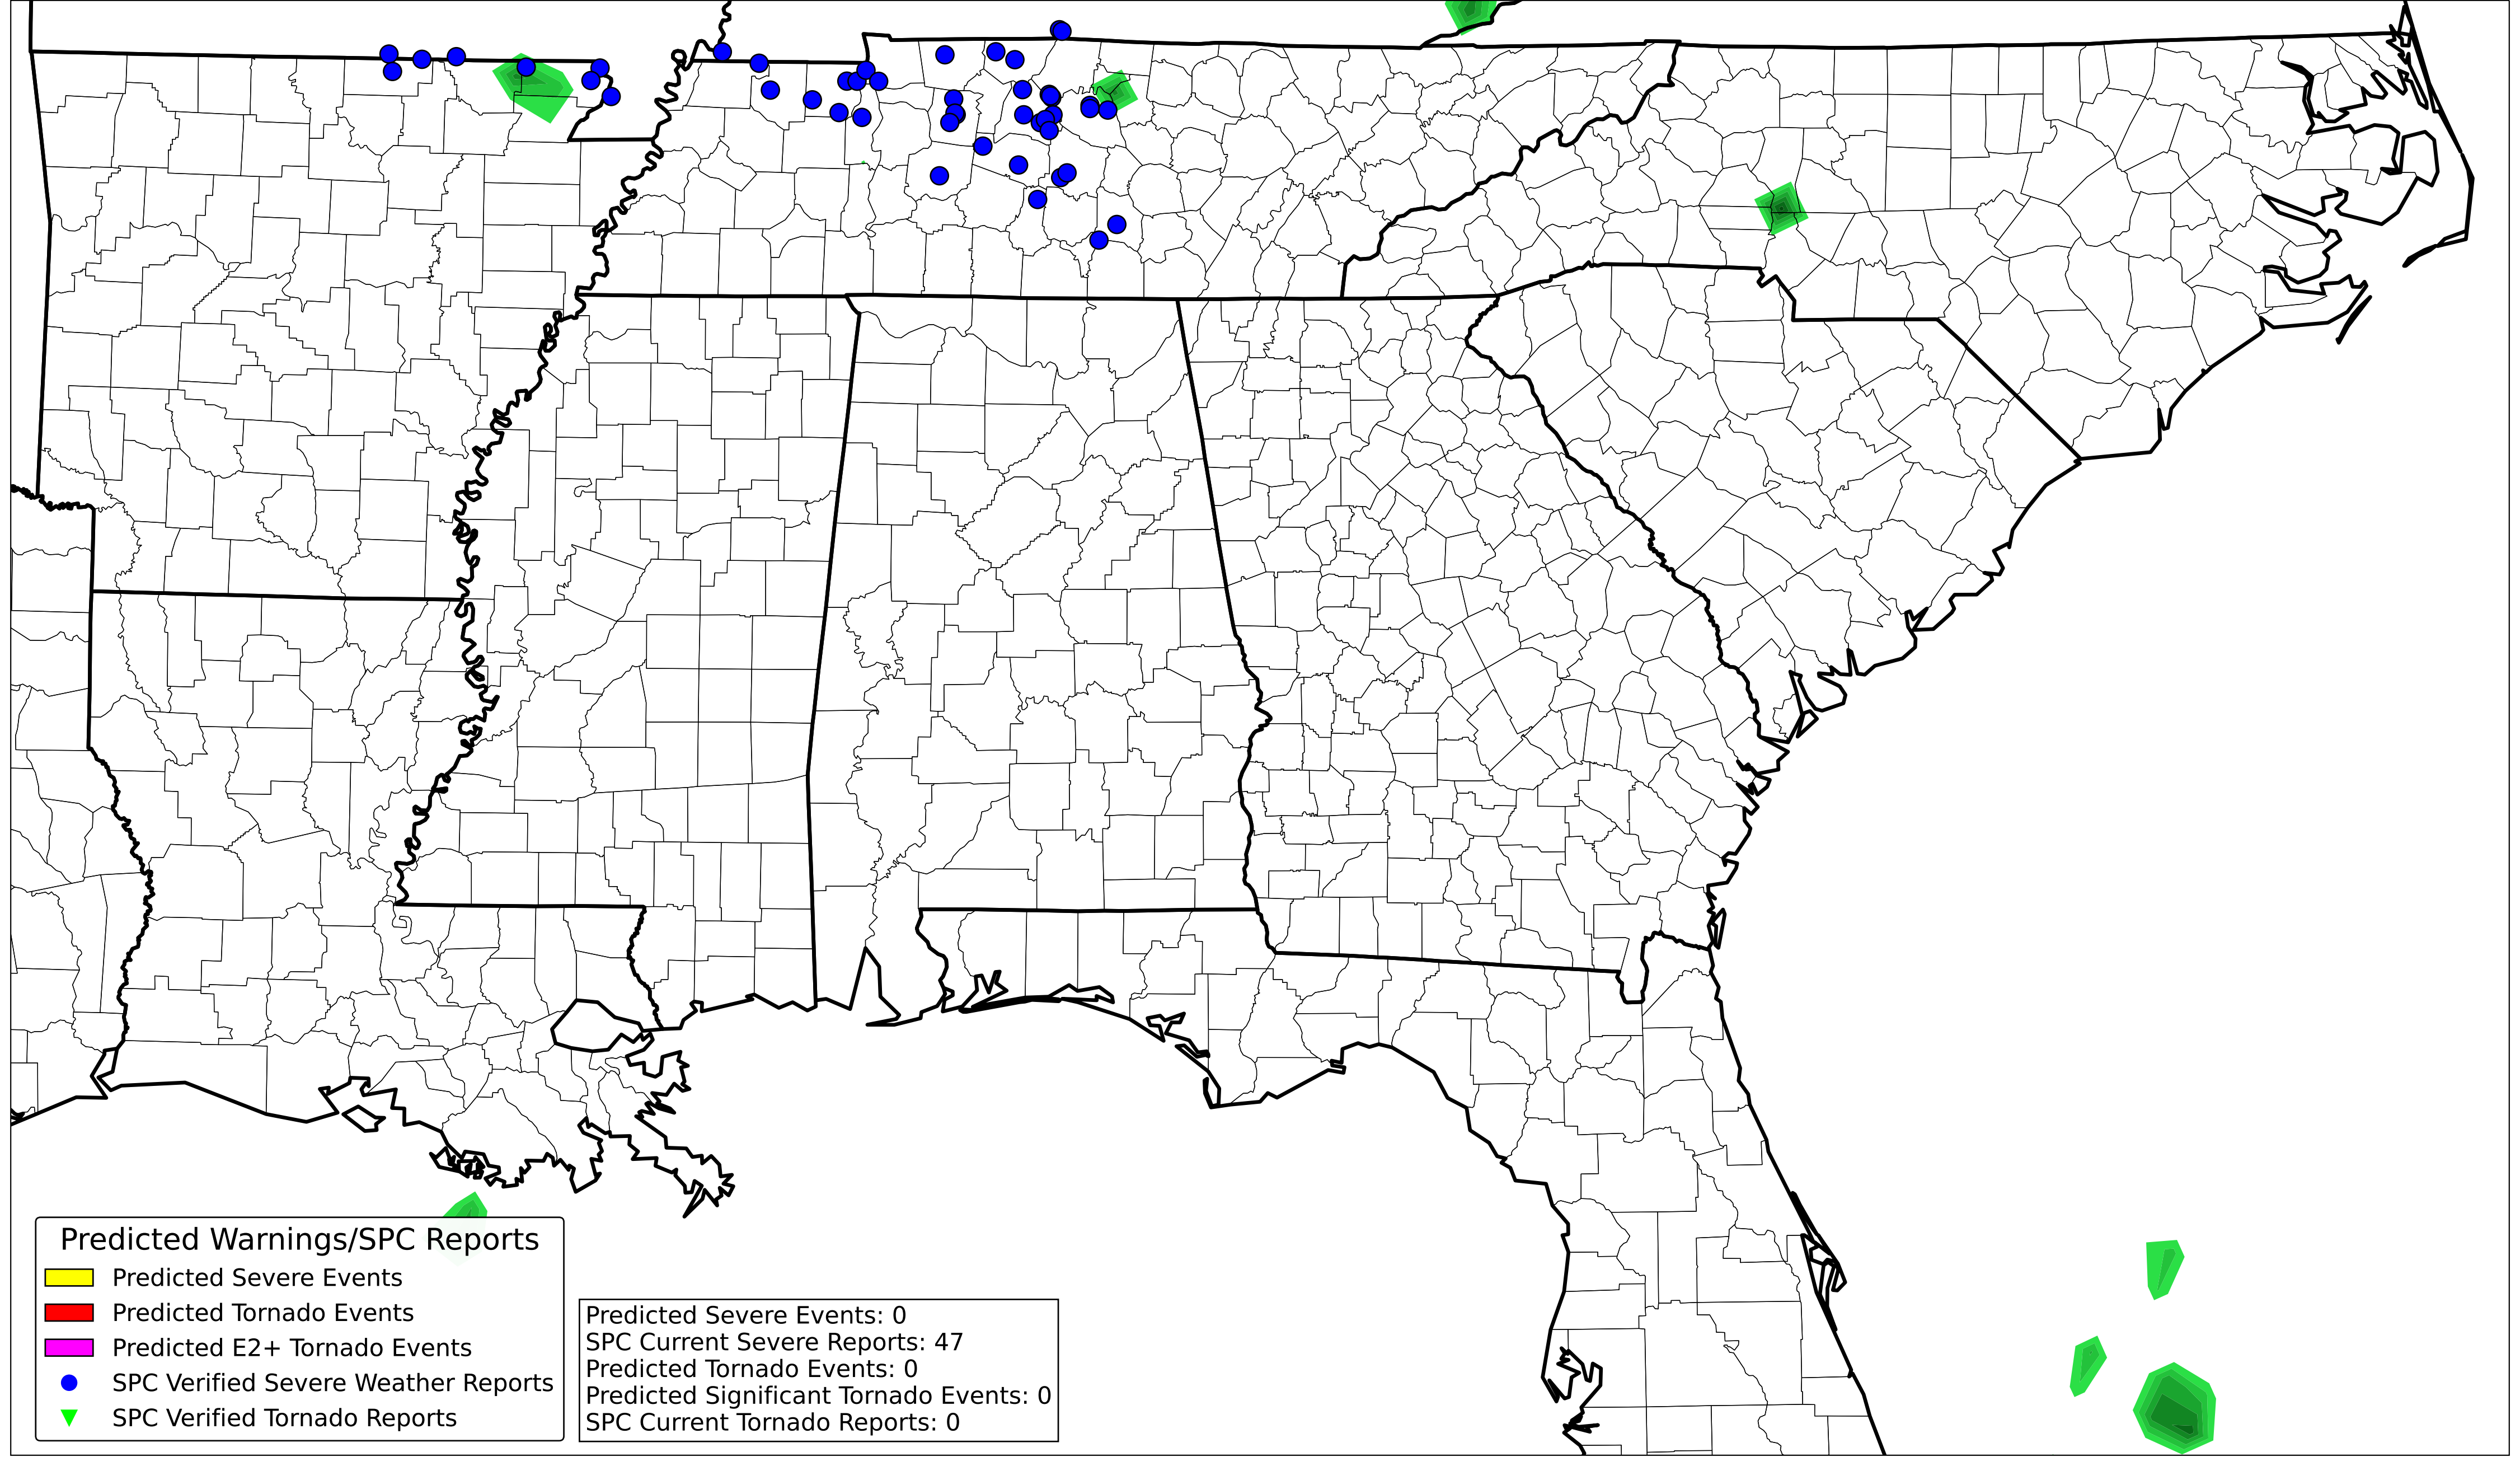 Predicted Warnings/SPC Reports
Predicted Severe Events
Predicted Tornado Events
Predicted E2+ Tornado Events
SPC Verified Severe Weather Reports
SPC Verified Tornado Reports
Predicted Severe Events: 0
SPC Current Severe Reports: 47
Predicted Tornado Events: 0
Predicted Significant Tornado Events: 0
SPC Current Tornado Reports: 0